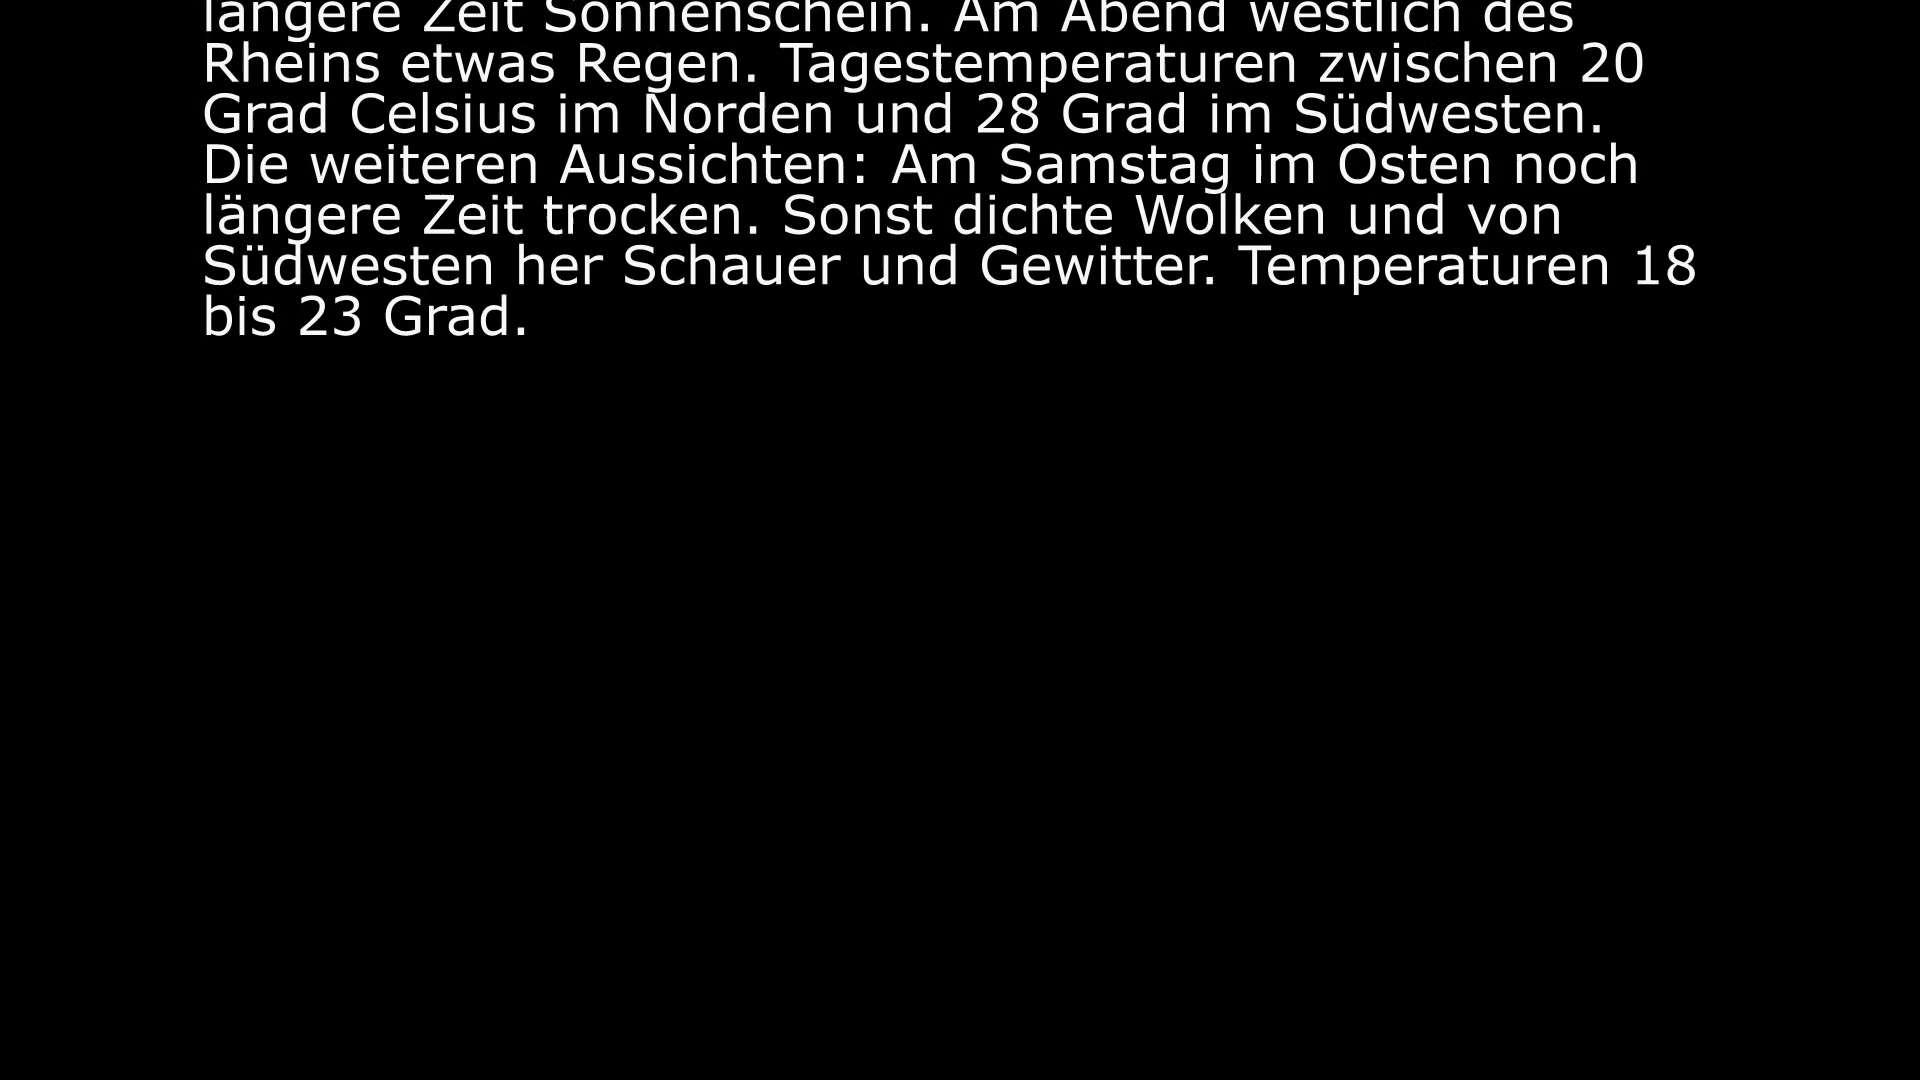 längere Zeit Sonnenschein. Am Abend westlich des
Rheins etwas Regen. Tagestemperaturen zwischen 20
Grad Celsius im Norden und 28 Grad im Südwesten.
Die weiteren Aussichten: Am Samstag im Osten noch
längere Zeit trocken. Sonst dichte Wolken und von
Südwesten her Schauer und Gewitter. Temperaturen 18
bis 23 Grad.